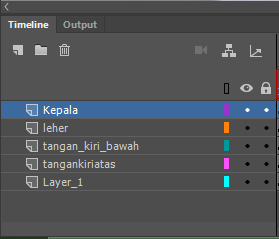 Timeline Output
Kepala
leher
tangan_kiri_bawah
tangankiriatas
Layer_1